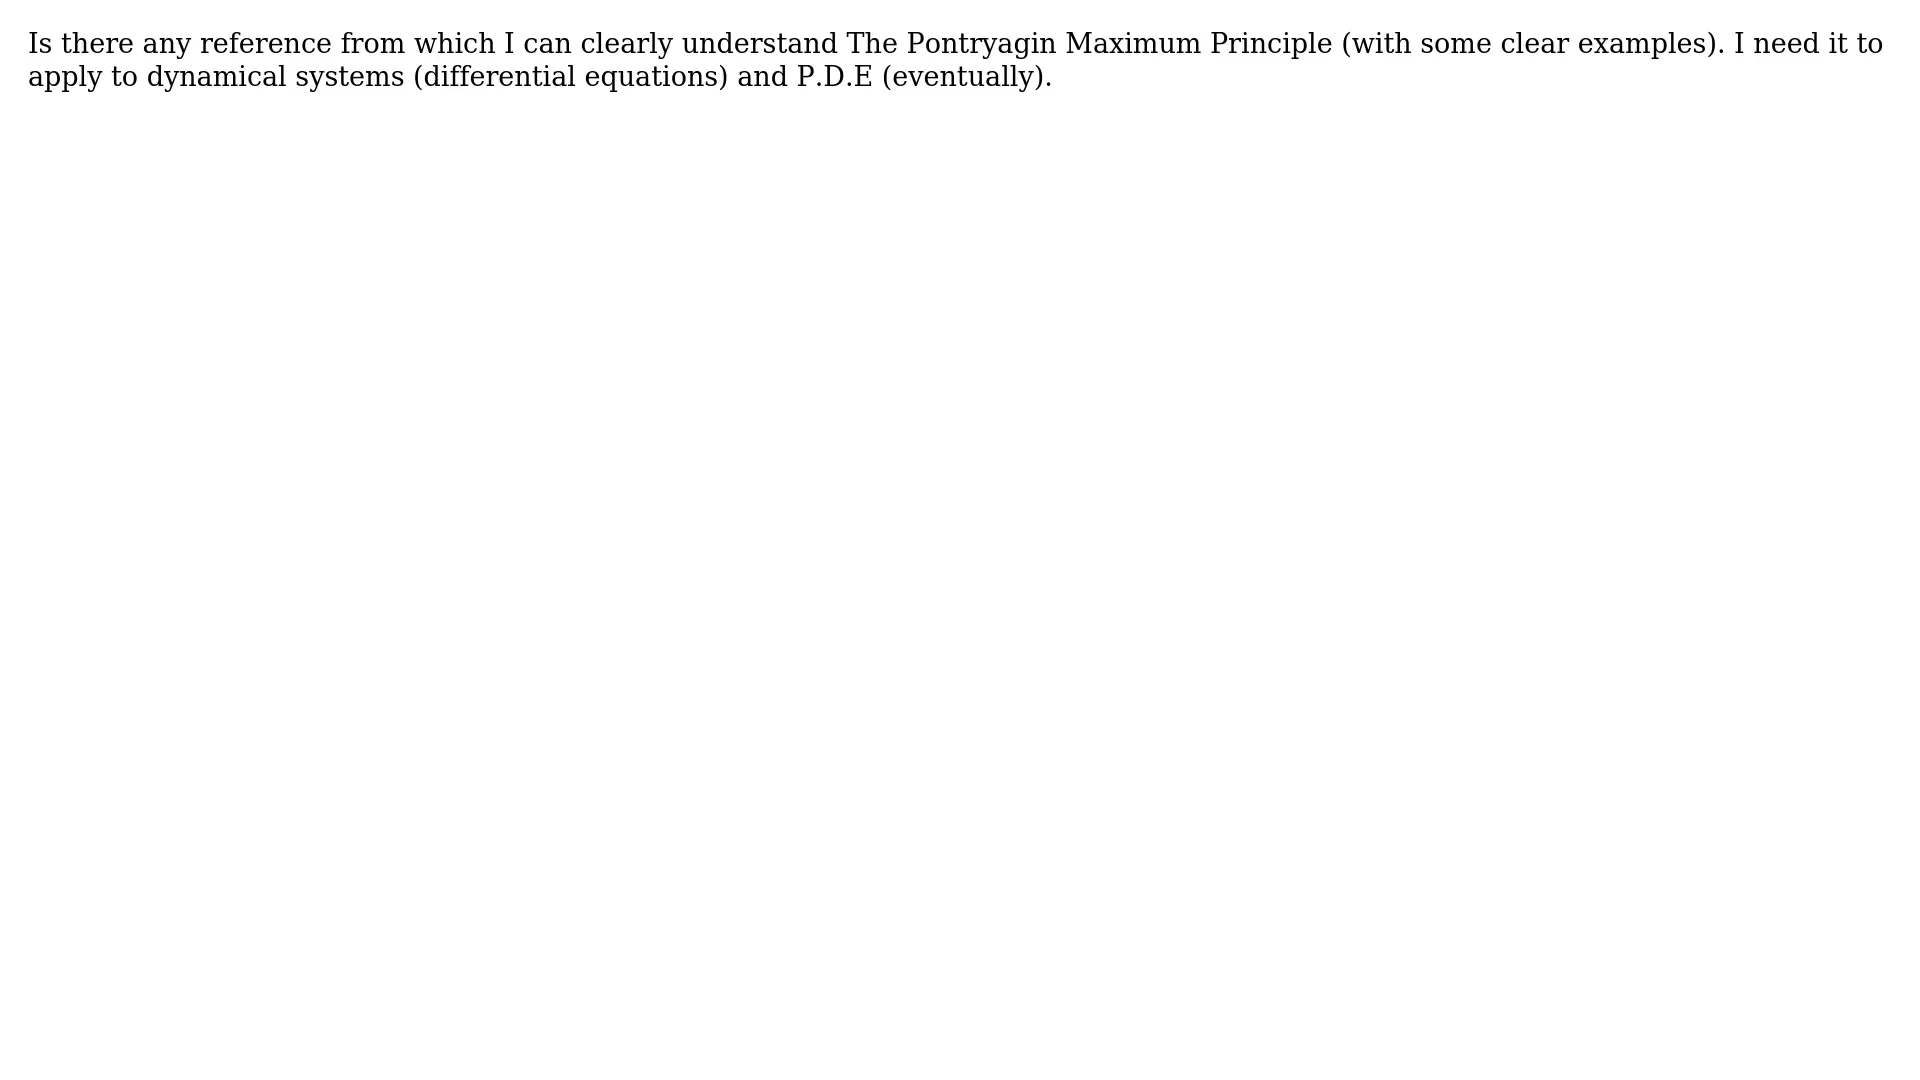 Is there any reference from which I can clearly understand The Pontryagin Maximum Principle (with some clear examples). I need it to
apply to dynamical systems (differential equations) and P.D.E (eventually).